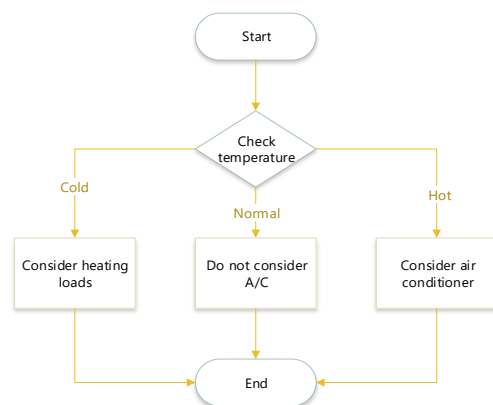 Start
Check
temperature
Cold
Normal
Hot
Consider heating
loads
Do not consider
A/C
Consider air
conditioner
End